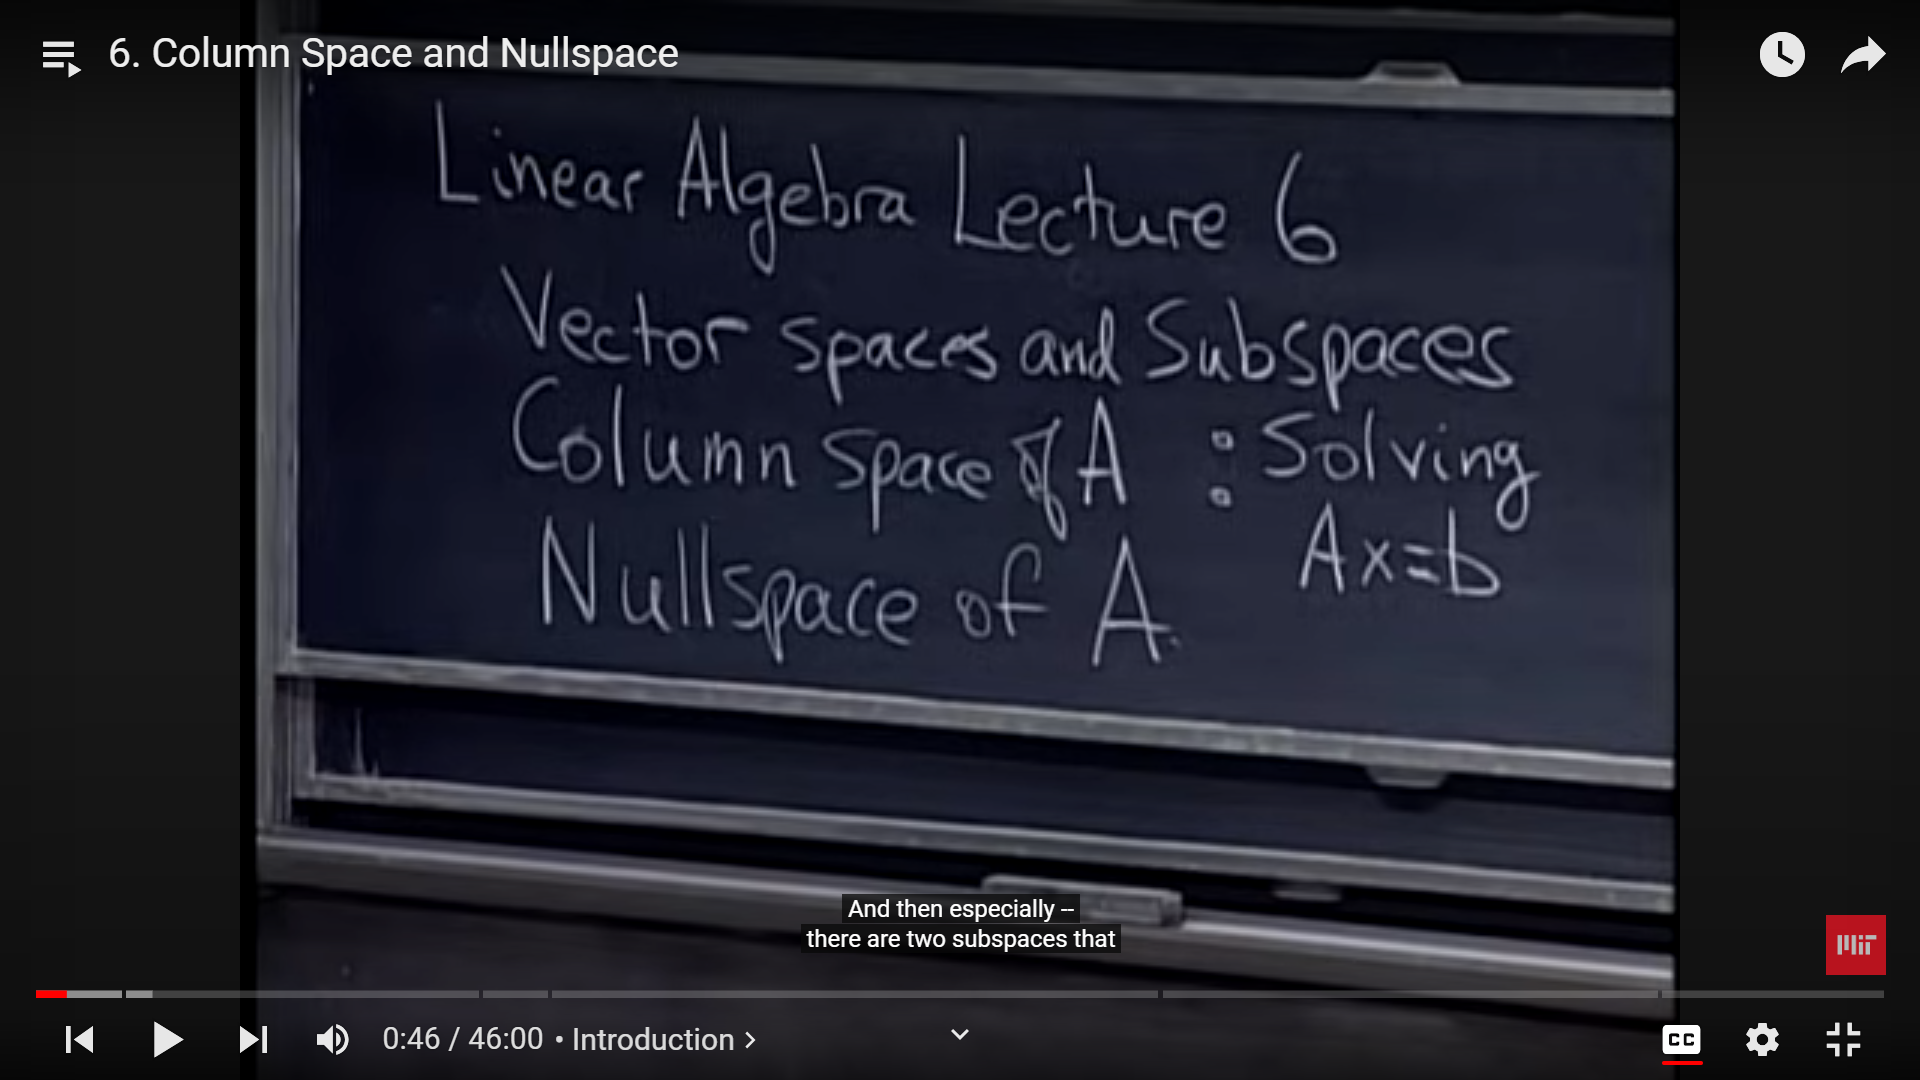 6. Column Space and Nullspace
Linear Algebra Lecture 6
Vector spaces and Subspaces
Column space of A : Solving
Ax=b
Nullspace of A.
And then especially --
there are two subspaces that
MIT
0:46 / 46:00 • Introduction >
CC